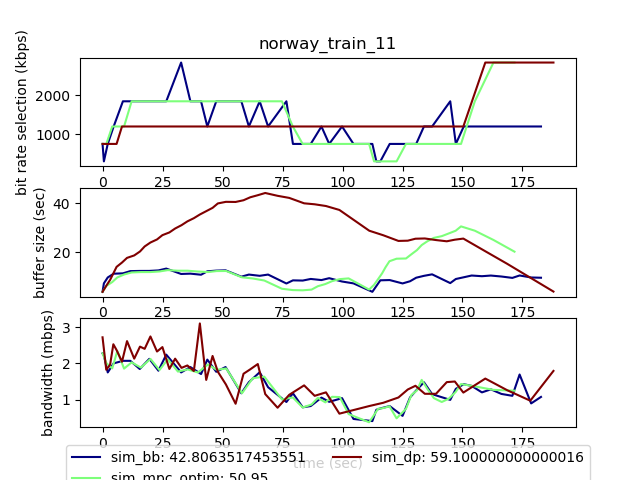 norway_train_11
bit rate selection (kbps)
2000
1000
0 25 50 75 100 125 150 175
buffer size (sec)
40
20
0 25 50 75 100 125 150 175
bandwidth (mbps)
3
2
1
0 25 50 75 100 125 150 175
time (sec)
sim_bb: 42.8063517453551 sim_dp: 59.100000000000016
sim_mpc_optim: 50.95